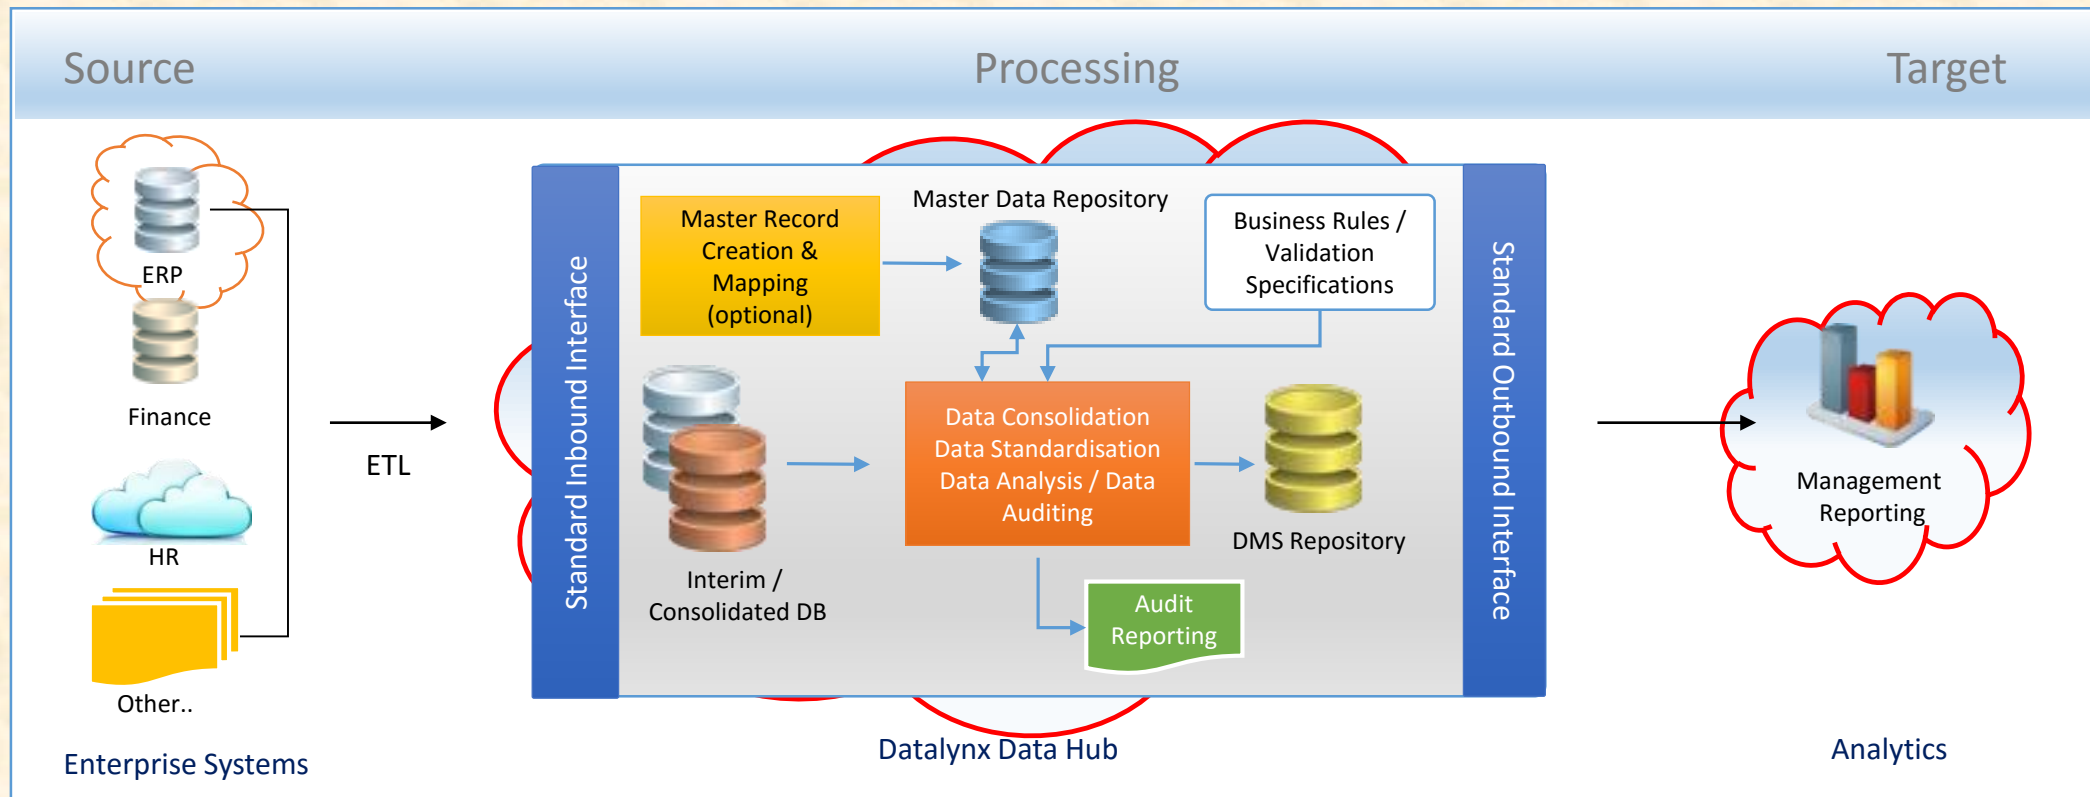 Source
Processing
Target
ERP
Finance
HR
Other..
Enterprise Systems
ETL
Standard Inbound Interface
Master Record
Creation &
Mapping
(optional)
Master Data Repository
Business Rules /
Validation
Specifications
Interim /
Consolidated DB
Data Consolidation
Data Standardisation
Data Analysis / Data
Auditing
DMS Repository
Audit
Reporting
Standard Outbound Interface
Datalynx Data Hub
Management
Reporting
Analytics